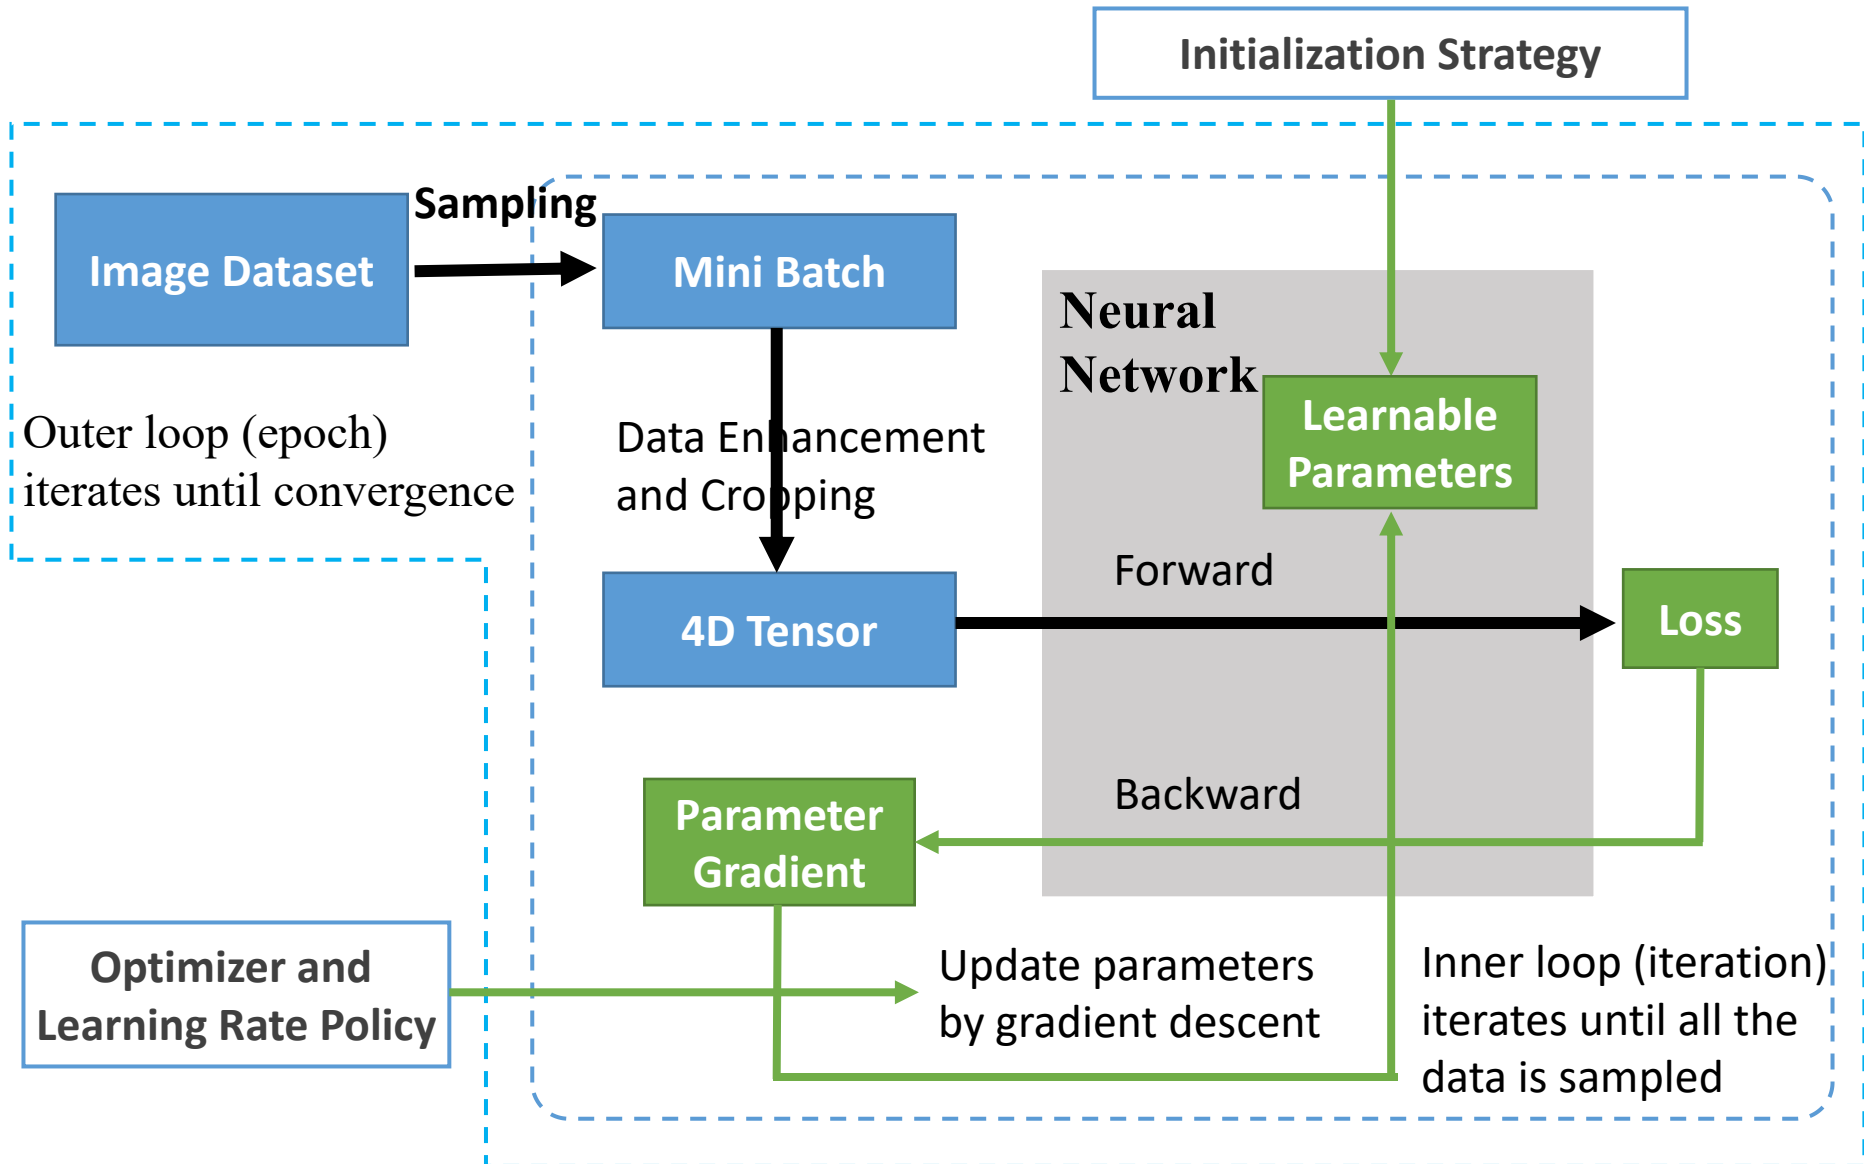 Initialization Strategy
Sampling
Image Dataset
Mini Batch
Neural
Network
Learnable
Parameters
Outer loop (epoch)
iterates until convergence
Data Enhancement
and Cropping
Forward
4D Tensor
Loss
Backward
Parameter
Gradient
Optimizer and
Learning Rate Policy
Update parameters
by gradient descent
Inner loop (iteration)
iterates until all the
data is sampled